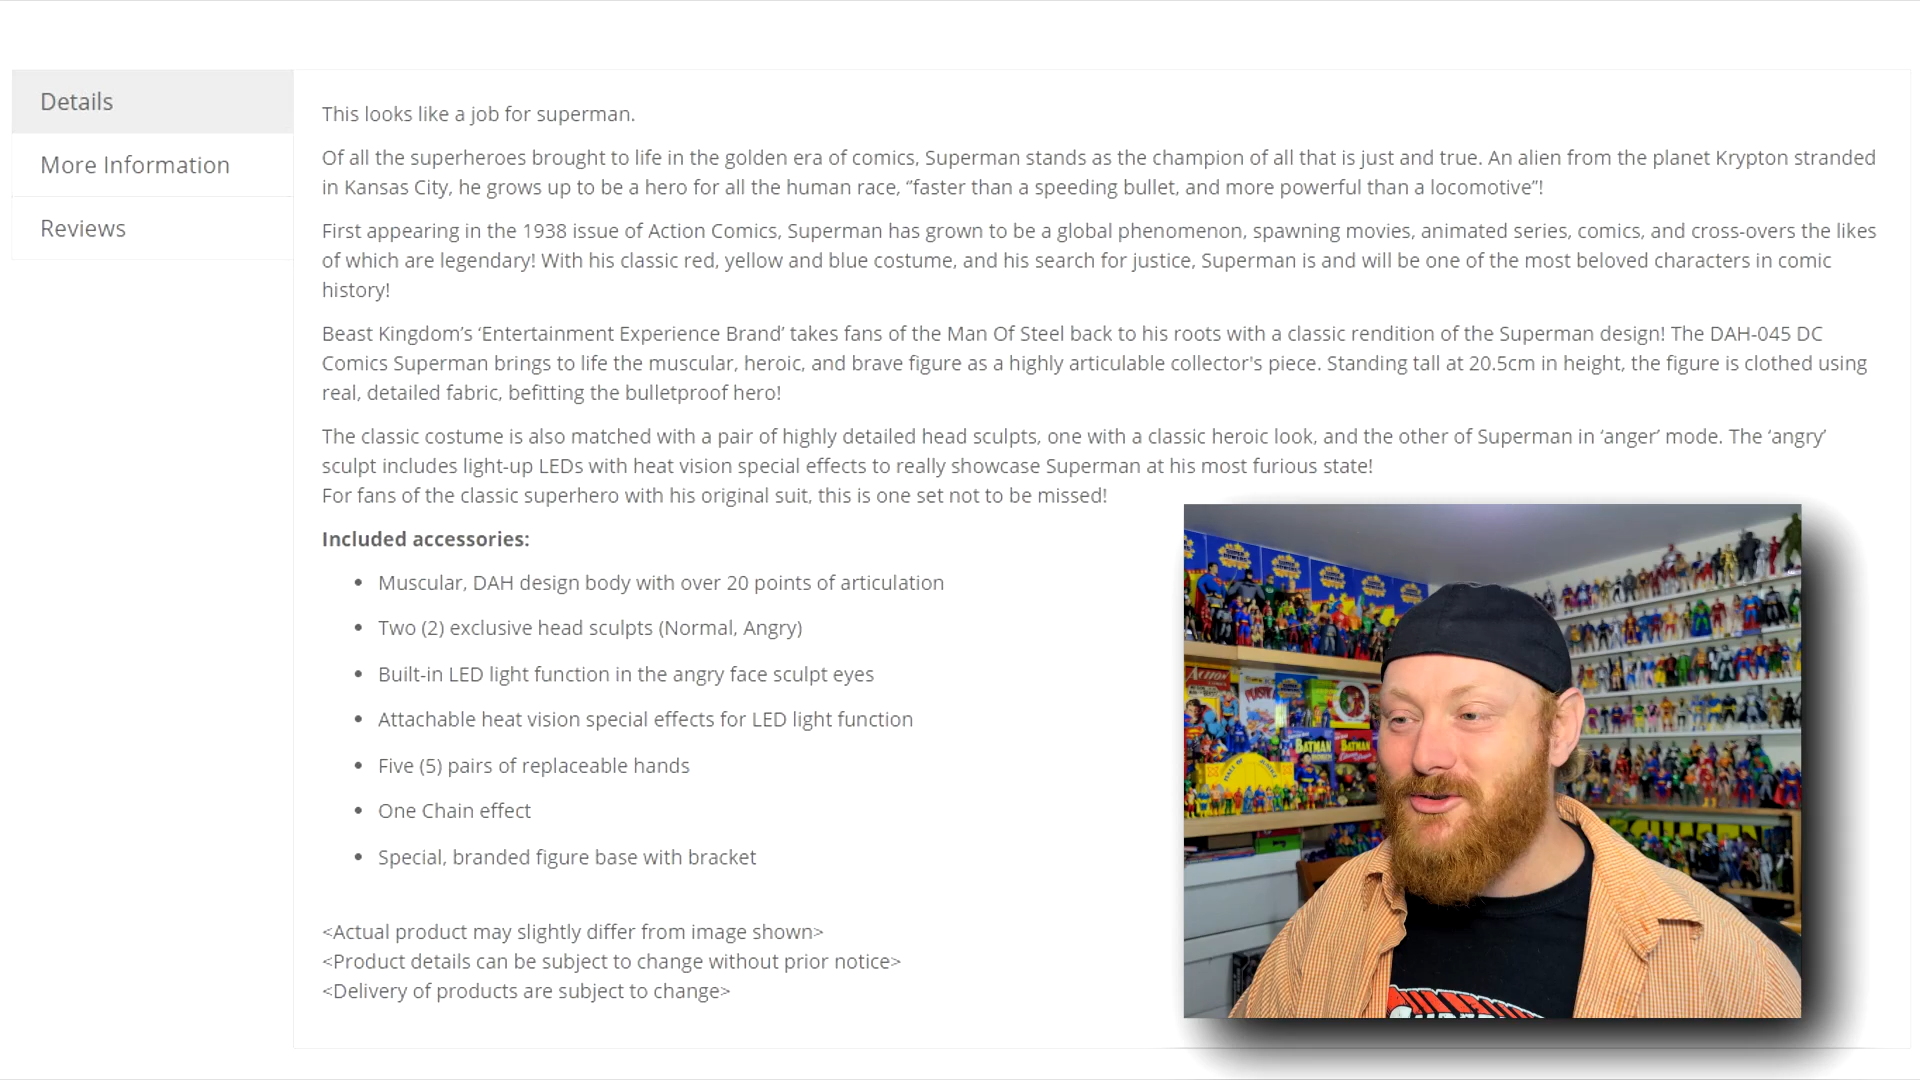 Details
More Information
Reviews
This looks like a job for superman.
Of all the superheroes brought to life in the golden era of comics, Superman stands as the champion of all that is just and true. An alien from the planet Krypton stranded
in Kansas City, he grows up to be a hero for all the human race, “faster than a speeding bullet, and more powerful than a locomotive”!
First appearing in the 1938 issue of Action Comics, Superman has grown to be a global phenomenon, spawning movies, animated series, comics, and cross-overs the likes
of which are legendary! With his classic red, yellow and blue costume, and his search for justice, Superman is and will be one of the most beloved characters in comic
history!
Beast Kingdom’s ‘Entertainment Experience Brand’ takes fans of the Man Of Steel back to his roots with a classic rendition of the Superman design! The DAH-045 DC
Comics Superman brings to life the muscular, heroic, and brave figure as a highly articulable collector's piece. Standing tall at 20.5cm in height, the figure is clothed using
real, detailed fabric, befitting the bulletproof hero!
The classic costume is also matched with a pair of highly detailed head sculpts, one with a classic heroic look, and the other of Superman in ‘anger’ mode. The ‘angry’
sculpt includes light-up LEDs with heat vision special effects to really showcase Superman at his most furious state!
For fans of the classic superhero with his original suit, this is one set not to be missed!
Included accessories:
• Muscular, DAH design body with over 20 points of articulation
• Two (2) exclusive head sculpts (Normal, Angry)
• Built-in LED light function in the angry face sculpt eyes
• Attachable heat vision special effects for LED light function
• Five (5) pairs of replaceable hands
• One Chain effect
• Special, branded figure base with bracket
<Actual product may slightly differ from image shown>
<Product details can be subject to change without prior notice>
<Delivery of products are subject to change>
SUPER POWERS
ACTION
PLASTIC
BATMAN
BATMAN